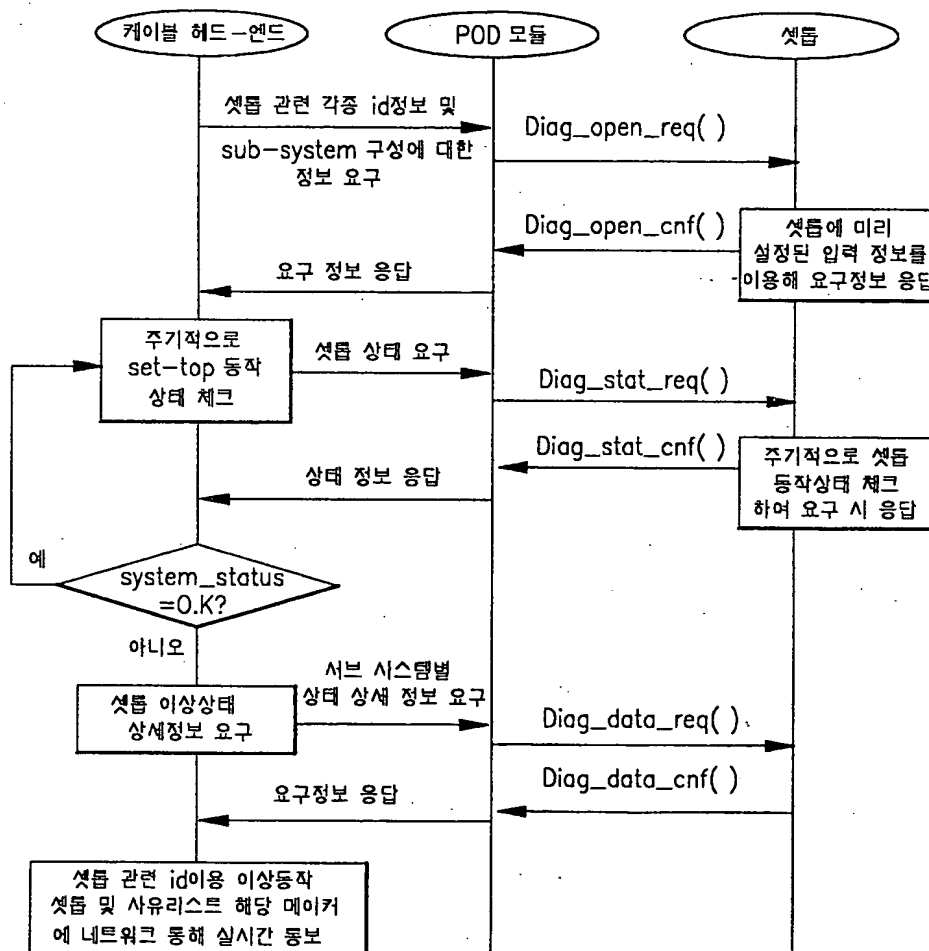 케이블 헤드-엔드
POD 모듈
셋톱
셋톱 관련 각종 id정보 및
sub-system 구성에 대한
정보 요구
Diag_open_req( )
Diag_open_cnf( )
셋톱에 미리
설정된 입력 정보를
이용해 요구정보 응답
요구 정보 응답
주기적으로
set-top 동작
상태 체크
셋톱 상태 요구
Diag_stat_req( )
Diag_stat_cnf( )
주기적으로 셋톱
동작상태 체크
하여 요구 시 응답
상태 정보 응답
예
system_status
=O.K?
아니오
셋톱 이상상태
상세정보 요구
서브 시스템별
상태 상세 정보 요구
Diag_data_req( )
Diag_data_cnf( )
요구정보 응답
셋톱 관련 id이용 이상동작
셋톱 및 사유리스트 해당 메이커
에 네트워크 통해 실시간 통보